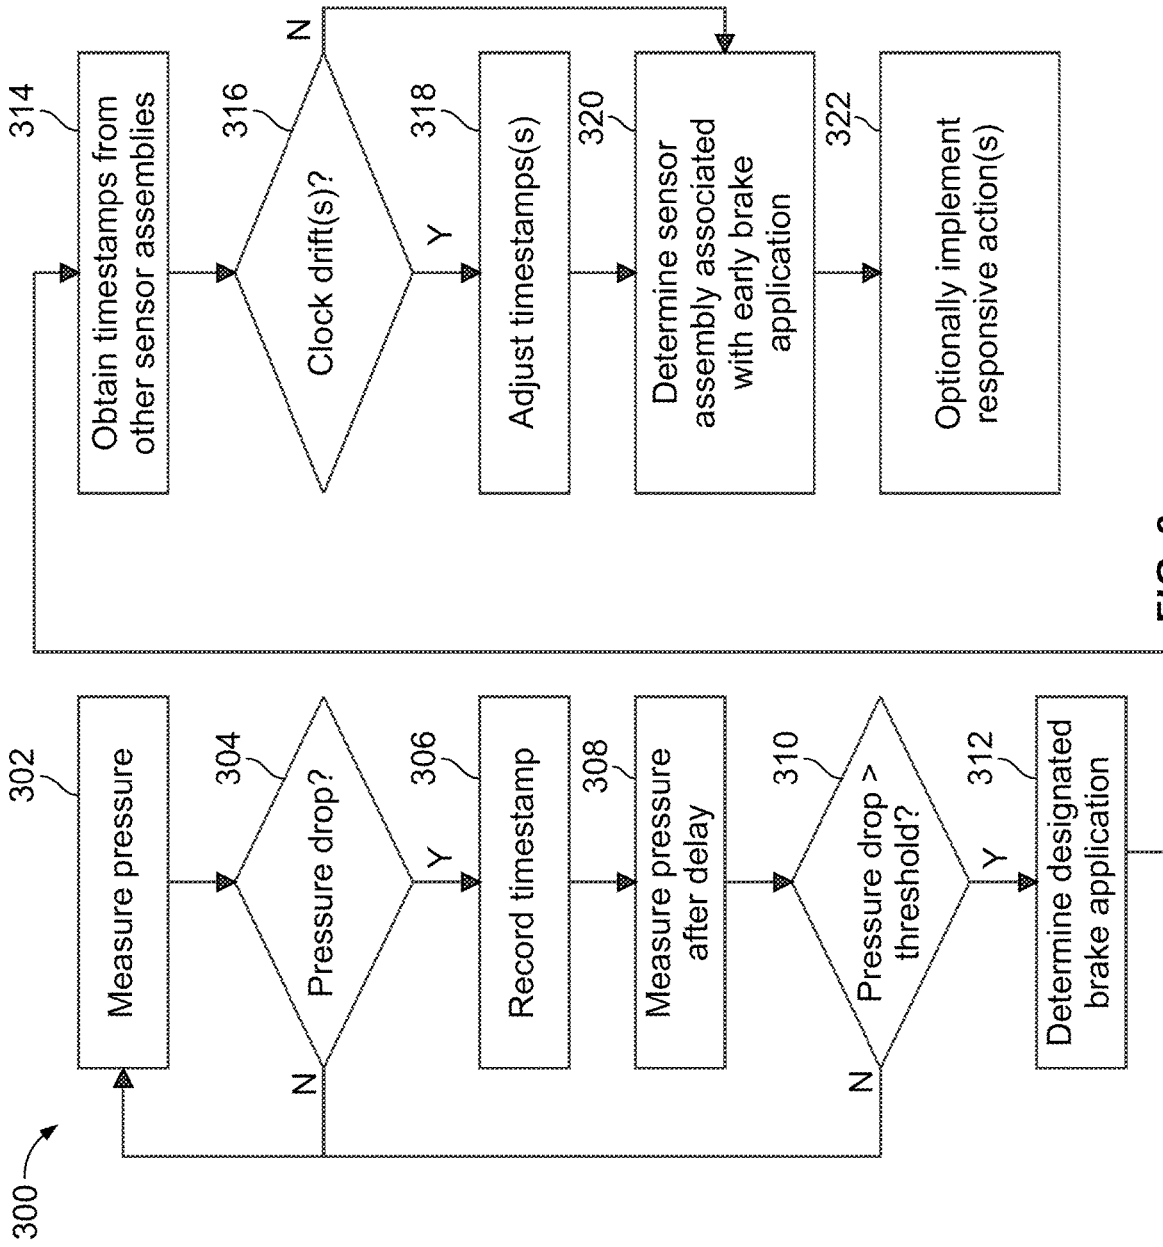 300
302
Measure pressure
304
Pressure drop?
N
Y
306
Record timestamp
308
Measure pressure
after delay
310
Pressure drop >
threshold?
N
Y
312
Determine designated
brake application
314
Obtain timestamps from
other sensor assemblies
316
Clock drift(s)?
N
Y
318
Adjust timestamps(s)
320
Determine sensor
assembly associated
with early brake
application
322
Optionally implement
responsive action(s)
FIG.